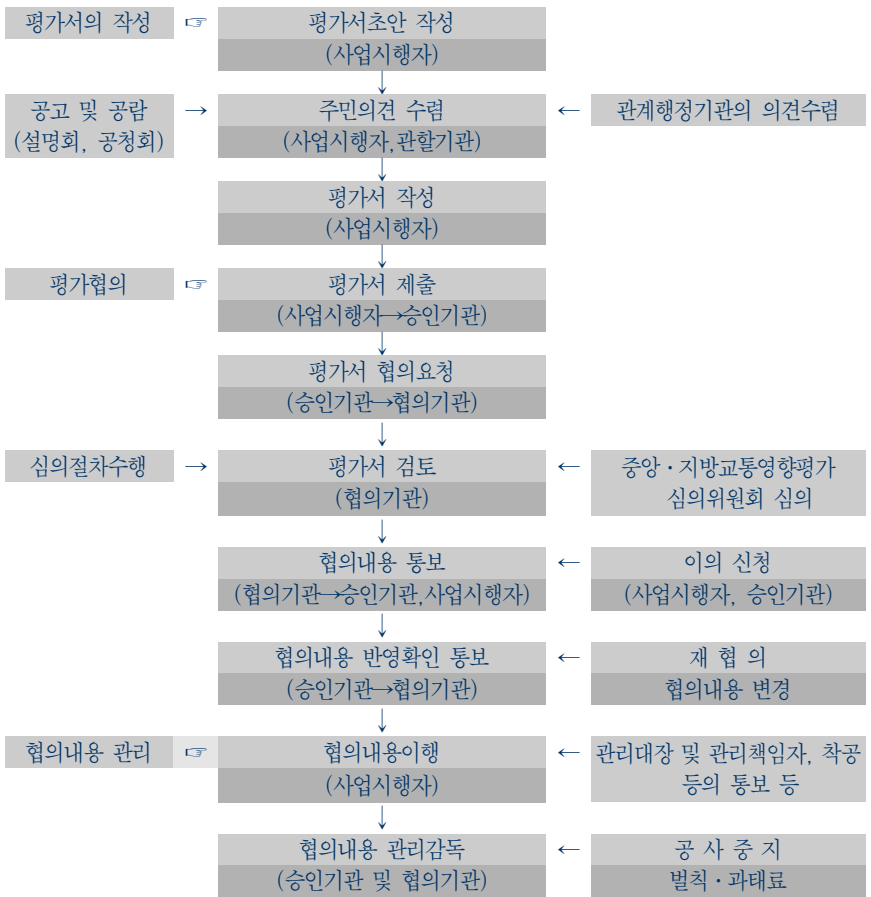 평가서의 작성 ☞ 평가서초안 작성
(사업시행자)
↓
공고 및 공람 → 주민의견 수렴 ← 관계행정기관의 의견수렴
(설명회, 공청회) (사업시행자,관할기관)
↓
평가서 작성
(사업시행자)
↓
평가협의 ☞ 평가서 제출
(사업시행자→승인기관)
↓
평가서 협의요청
(승인기관→협의기관)
↓
심의절차수행 → 평가서 검토 ← 중앙·지방교통영향평가
(협의기관) 심의위원회 심의
↓
협의내용 통보 ← 이의 신청
(협의기관→승인기관,사업시행자) (사업시행자, 승인기관)
↓
협의내용 반영확인 통보 ← 재 협 의
(승인기관→협의기관) 협의내용 변경
↓
협의내용 관리 ☞ 협의내용이행 ← 관리대장 및 관리책임자, 착공
(사업시행자) 등의 통보 등
↓
협의내용 관리감독 ← 공 사 중 지
(승인기관 및 협의기관) 벌칙·과태료